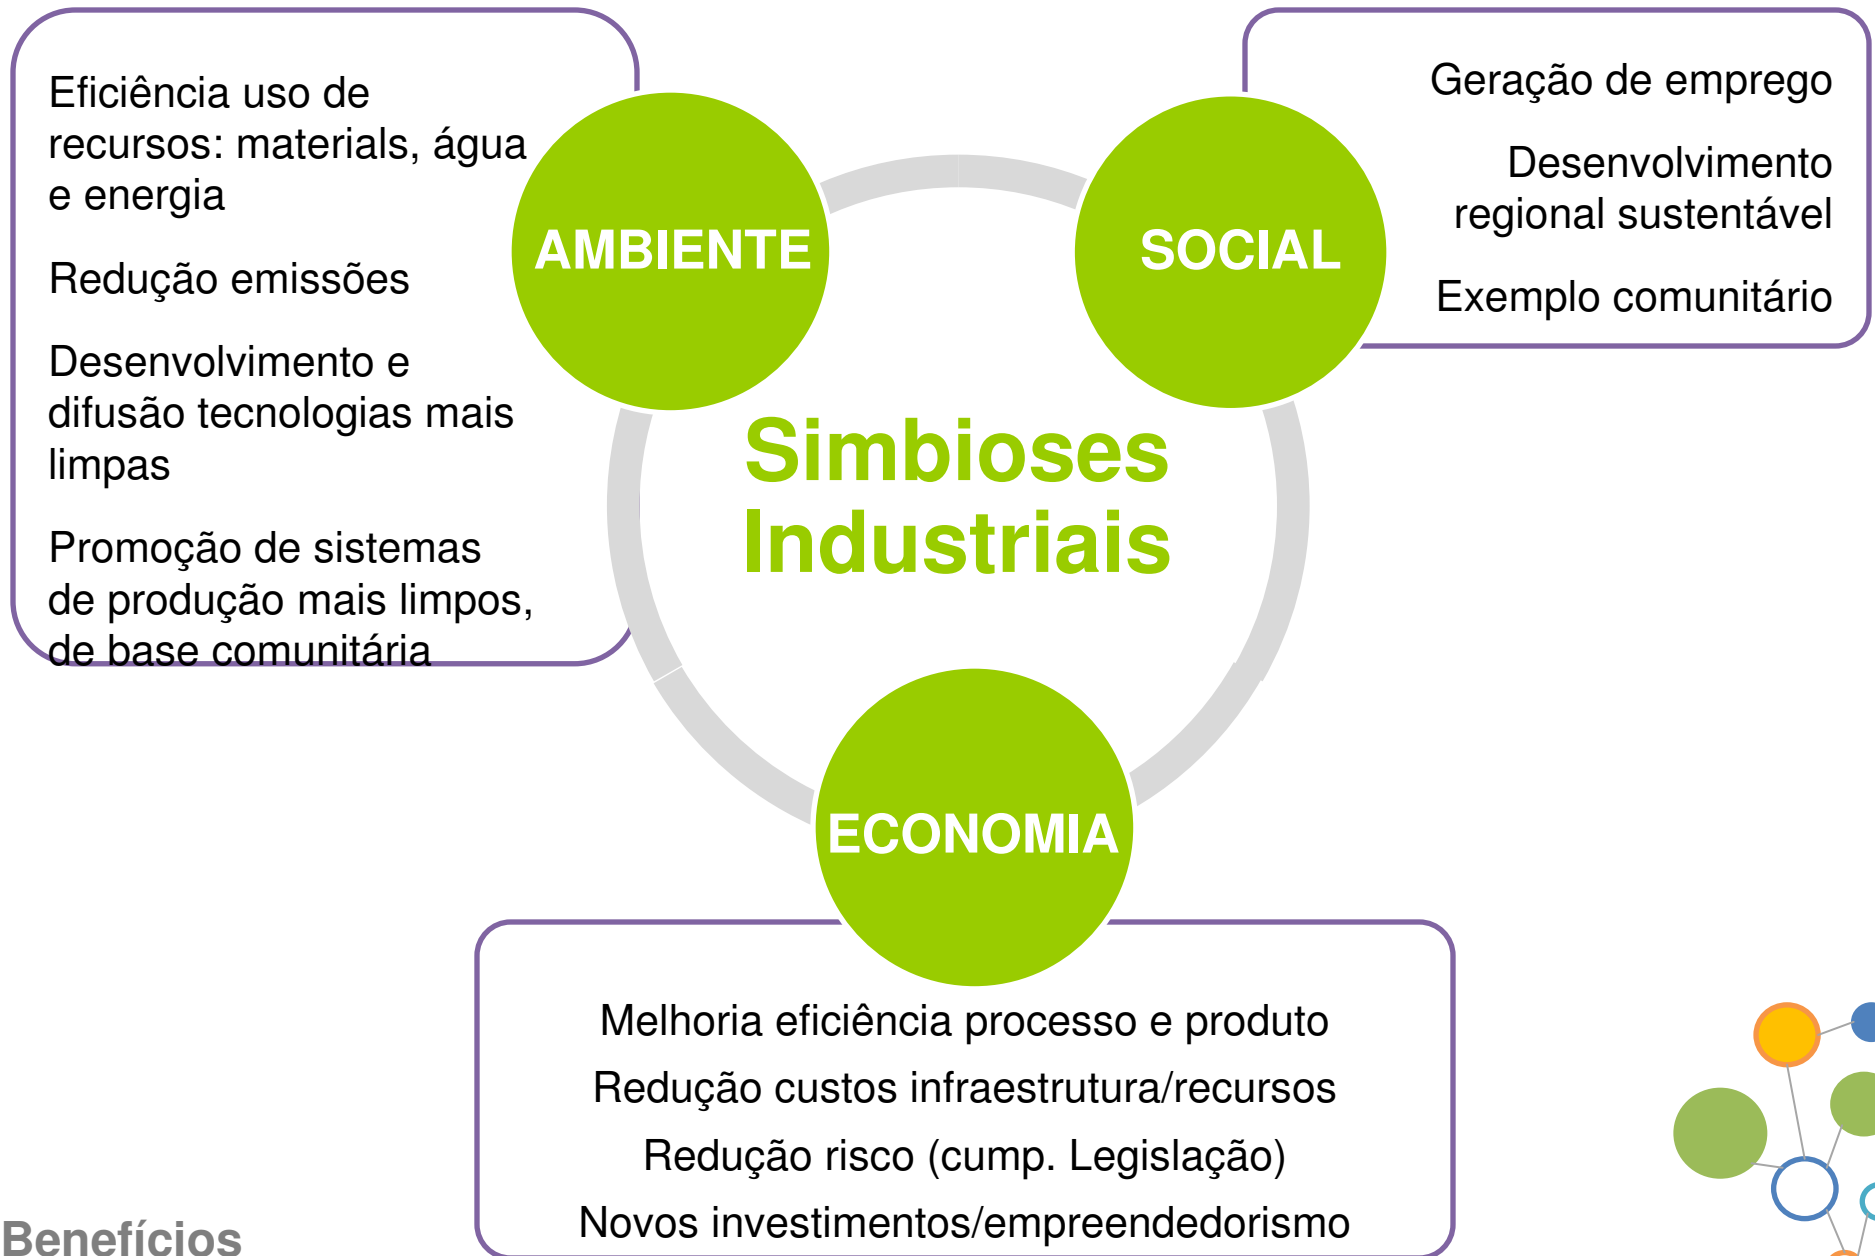 Eficiência uso de
recursos: materials, água
e energia
Redução emissões
Desenvolvimento e
difusão tecnologias mais
limpas
Promoção de sistemas
de produção mais limpos,
de base comunitária
AMBIENTE
SOCIAL
Geração de emprego
Desenvolvimento
regional sustentável
Exemplo comunitário
Simbioses
Industriais
ECONOMIA
Melhoria eficiência processo e produto
Redução custos infraestrutura/recursos
Redução risco (cump. Legislação)
Novos investimentos/empreendedorismo
Benefícios